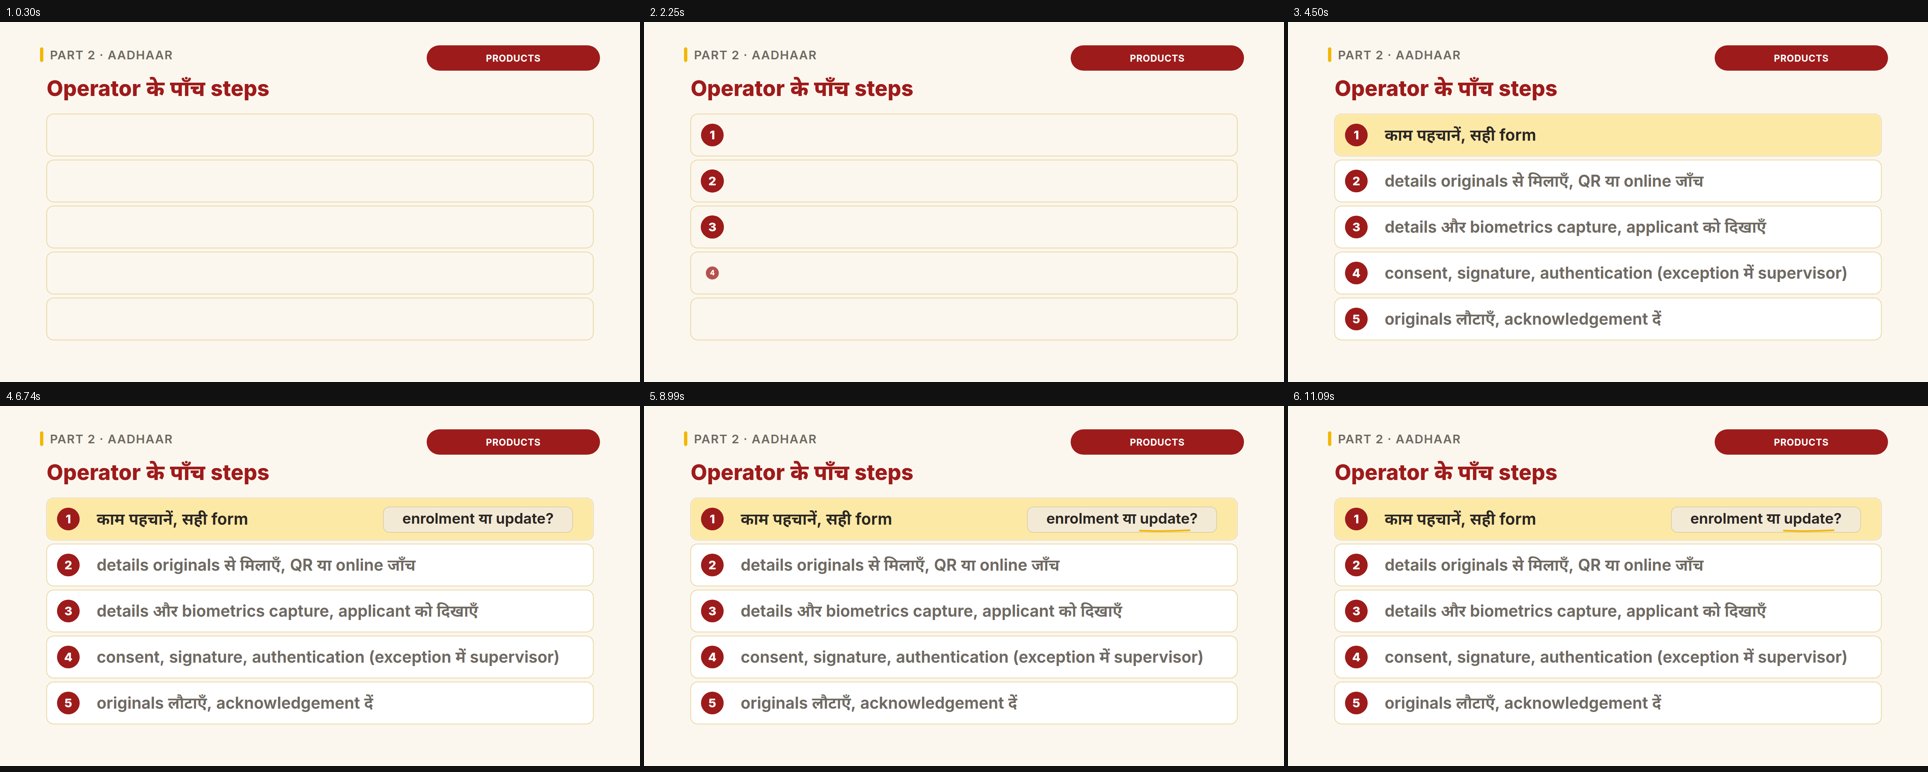 1. 0.30s
PART 2 · AADHAAR
PRODUCTS
Operator के पाँच steps
2. 2.25s
PART 2 · AADHAAR
PRODUCTS
Operator के पाँच steps
1
2
3
4
3. 4.50s
PART 2 · AADHAAR
PRODUCTS
Operator के पाँच steps
1 काम पहचानें, सही form
2 details originals से मिलाएँ, QR या online जाँच
3 details और biometrics capture, applicant को दिखाएँ
4 consent, signature, authentication (exception में supervisor)
5 originals लौटाएँ, acknowledgement दें
4. 6.74s
PART 2 · AADHAAR
PRODUCTS
Operator के पाँच steps
1 काम पहचानें, सही form enrolment या update?
2 details originals से मिलाएँ, QR या online जाँच
3 details और biometrics capture, applicant को दिखाएँ
4 consent, signature, authentication (exception में supervisor)
5 originals लौटाएँ, acknowledgement दें
5. 8.99s
PART 2 · AADHAAR
PRODUCTS
Operator के पाँच steps
1 काम पहचानें, सही form enrolment या update?
2 details originals से मिलाएँ, QR या online जाँच
3 details और biometrics capture, applicant को दिखाएँ
4 consent, signature, authentication (exception में supervisor)
5 originals लौटाएँ, acknowledgement दें
6. 11.09s
PART 2 · AADHAAR
PRODUCTS
Operator के पाँच steps
1 काम पहचानें, सही form enrolment या update?
2 details originals से मिलाएँ, QR या online जाँच
3 details और biometrics capture, applicant को दिखाएँ
4 consent, signature, authentication (exception में supervisor)
5 originals लौटाएँ, acknowledgement दें